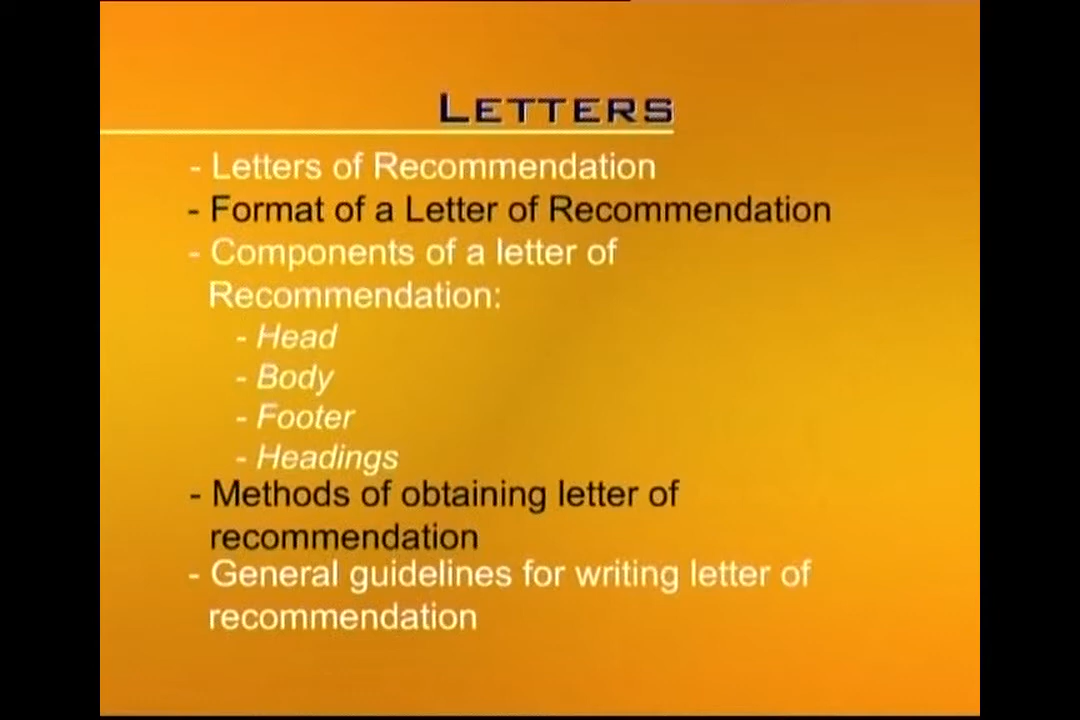 LETTERS
- Letters of Recommendation
- Format of a Letter of Recommendation
- Components of a letter of
Recommendation:
- Head
- Body
- Footer
- Headings
- Methods of obtaining letter of
recommendation
- General guidelines for writing letter of
recommendation